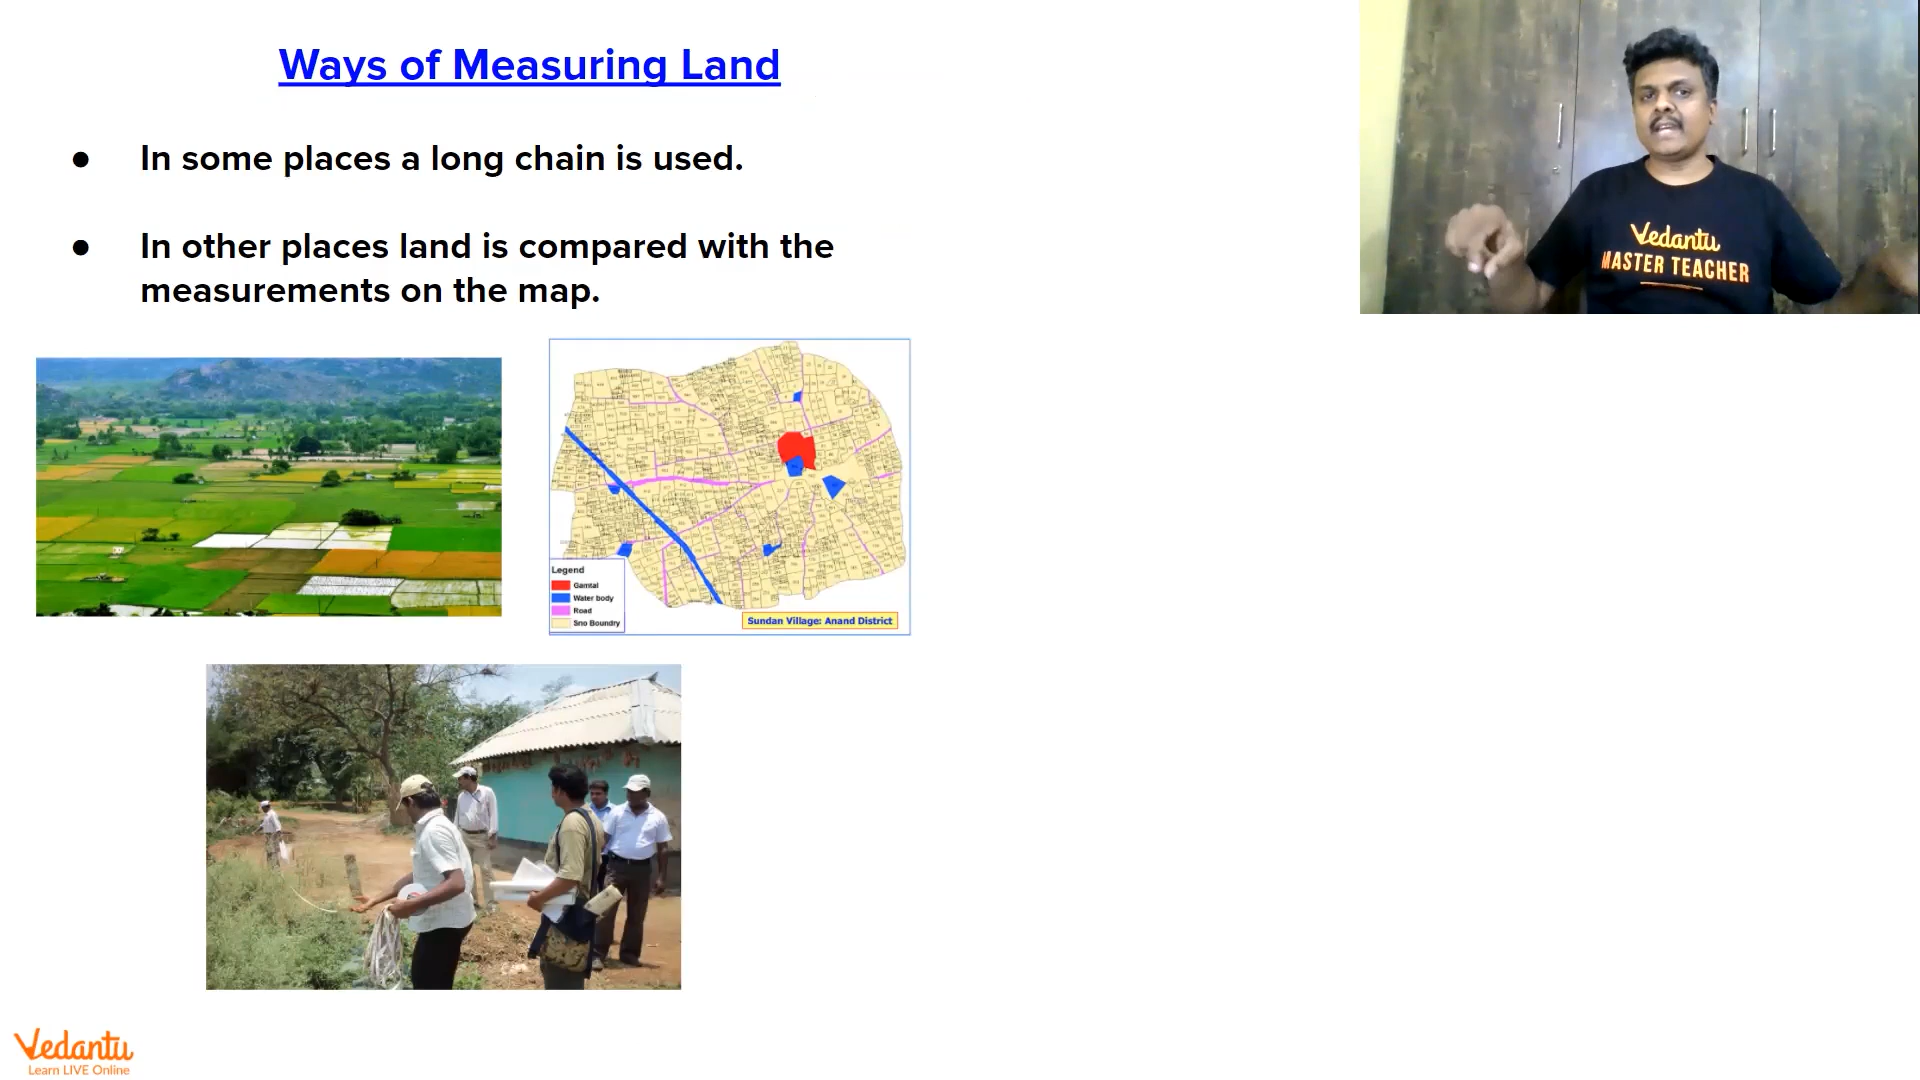 Ways of Measuring Land
● In some places a long chain is used.
● In other places land is compared with the
measurements on the map.
Vedantu
MASTER TEACHER
Legend
Gamtal
Water body
Road
Sno Boundry
Sundan Village: Anand District
Vedantu
Learn LIVE Online